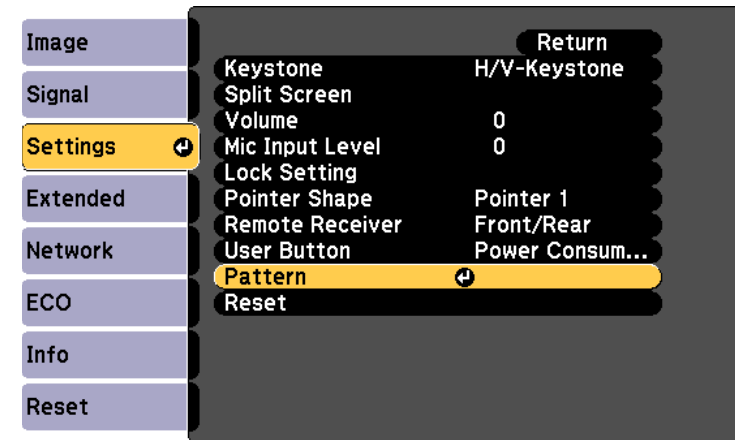 Image
Signal
Settings
Extended
Network
ECO
Info
Reset
Return
Keystone H/V-Keystone
Split Screen
Volume 0
Mic Input Level 0
Lock Setting
Pointer Shape Pointer 1
Remote Receiver Front/Rear
User Button Power Consum...
Pattern
Reset